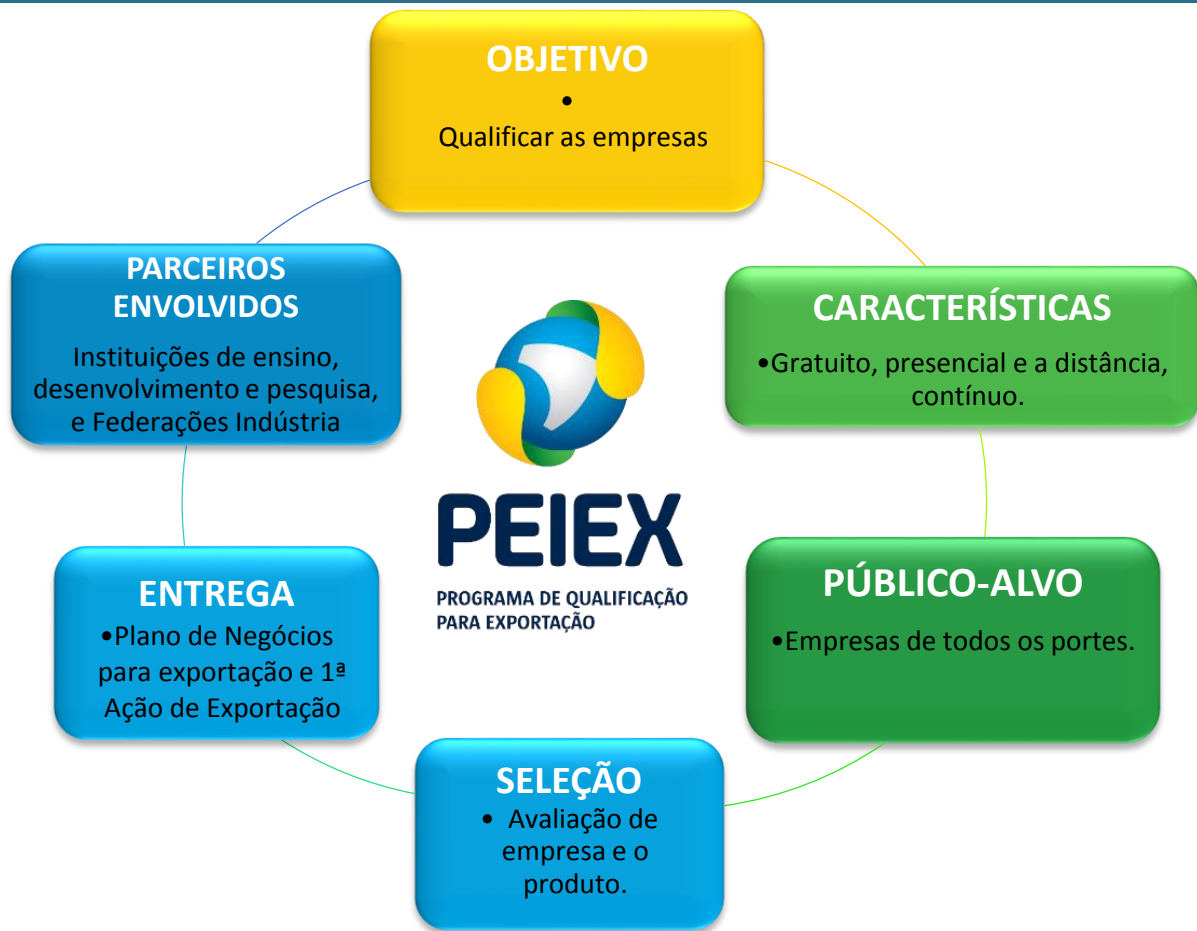 OBJETIVO
•
Qualificar as empresas
CARACTERÍSTICAS
•Gratuito, presencial e a distância,
contínuo.
PÚBLICO-ALVO
•Empresas de todos os portes.
SELEÇÃO
• Avaliação de
empresa e o
produto.
ENTREGA
•Plano de Negócios
para exportação e 1ª
Ação de Exportação
PARCEIROS
ENVOLVIDOS
Instituições de ensino,
desenvolvimento e pesquisa,
e Federações Indústria
PEIEX
PROGRAMA DE QUALIFICAÇÃO
PARA EXPORTAÇÃO